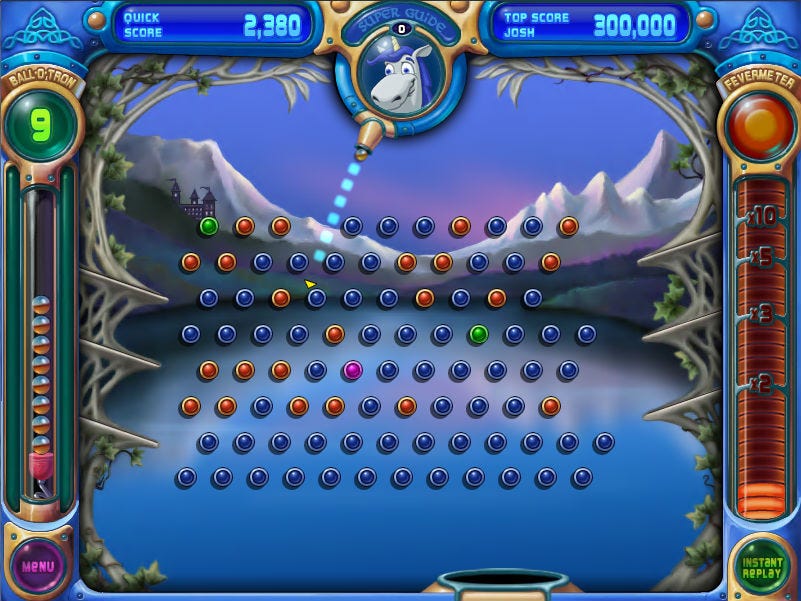 QUICK
SCORE
2,380
SUPER GUIDE
0
TOP SCORE
JOSH
300,000
BALL-O-TRON
9
FEVERMETER
x10
x5
x3
x2
MENU
INSTANT
REPLAY